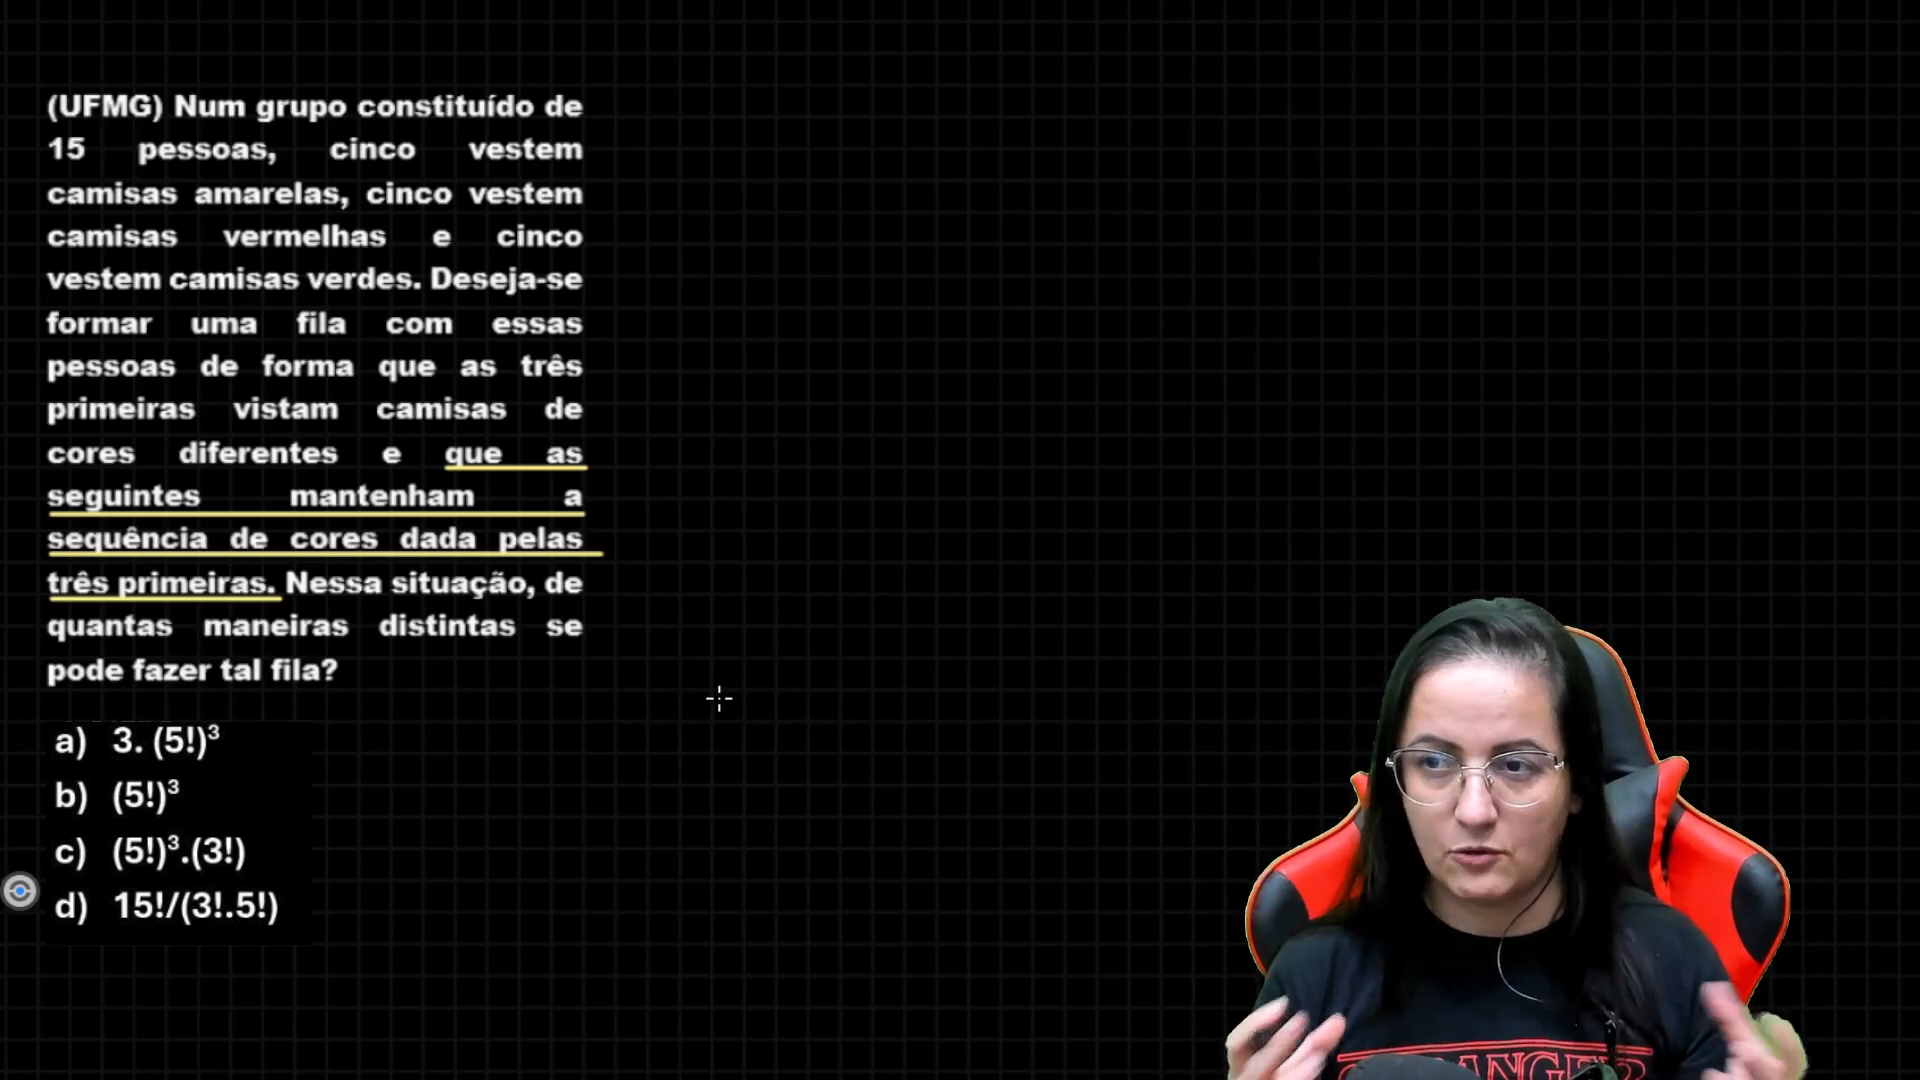 (UFMG) Num grupo constituído de
15 pessoas, cinco vestem
camisas amarelas, cinco vestem
camisas vermelhas e cinco
vestem camisas verdes. Deseja-se
formar uma fila com essas
pessoas de forma que as três
primeiras vistam camisas de
cores diferentes e que as
seguintes mantenham a
sequência de cores dada pelas
três primeiras. Nessa situação, de
quantas maneiras distintas se
pode fazer tal fila?
a) 3. (5!)³
b) (5!)³
c) (5!)³.(3!)
d) 15!/(3!.5!)